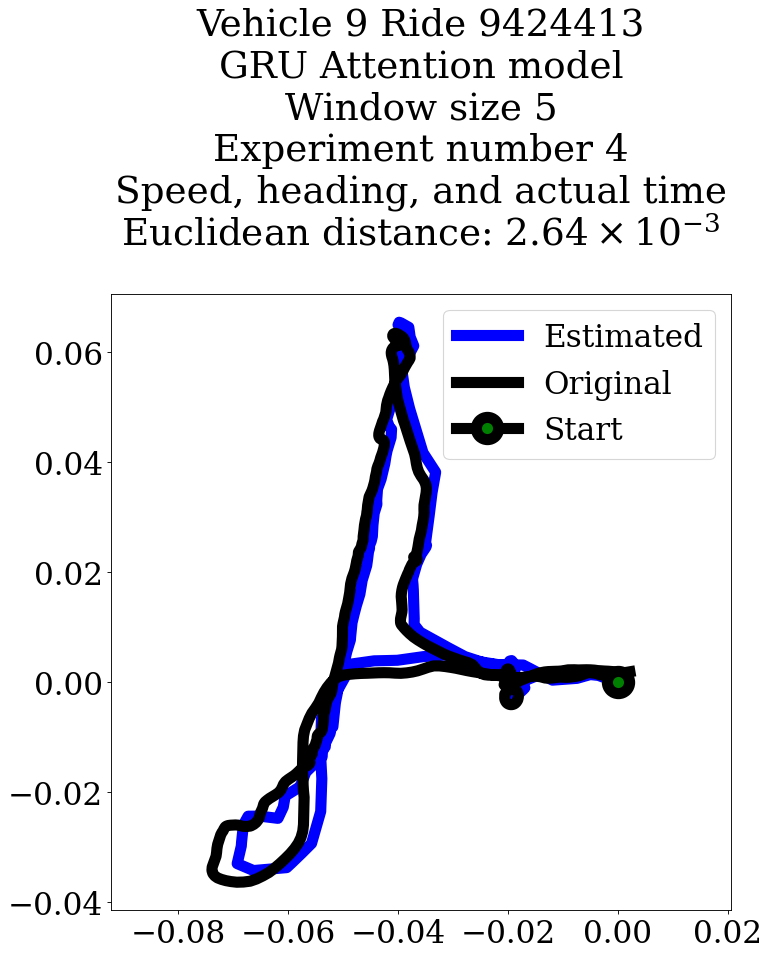 Vehicle 9 Ride 9424413
GRU Attention model
Window size 5
Experiment number 4
Speed, heading, and actual time
Euclidean distance: 2.64 × 10⁻³
Estimated
Original
Start
0.06
0.04
0.02
0.00
−0.02
−0.04
−0.08 −0.06 −0.04 −0.02 0.00 0.02